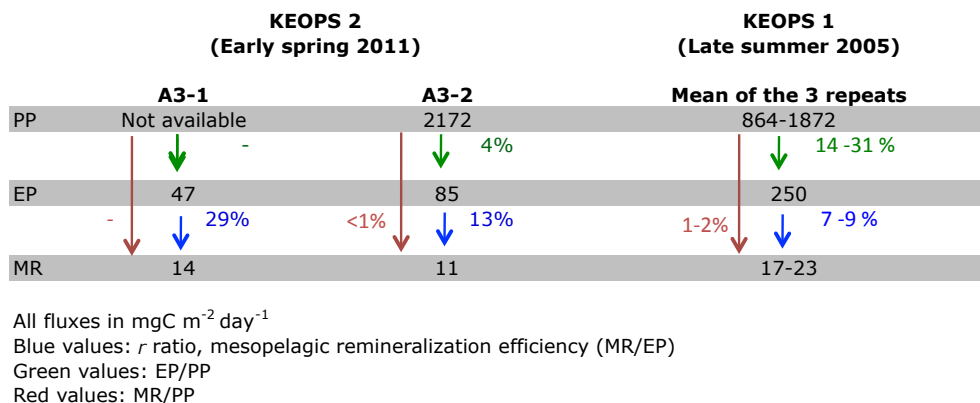 KEOPS 2 KEOPS 1
(Early spring 2011) (Late summer 2005)
A3-1 A3-2 Mean of the 3 repeats
PP Not available 2172 864-1872
- 4% 14 -31 %
EP 47 85 250
- 29% <1% 13% 1-2% 7 -9 %
MR 14 11 17-23
All fluxes in mgC m⁻² day⁻¹
Blue values: r ratio, mesopelagic remineralization efficiency (MR/EP)
Green values: EP/PP
Red values: MR/PP